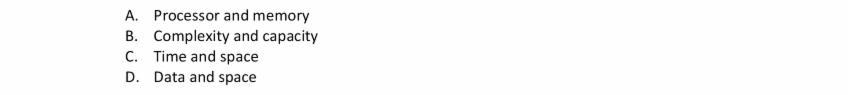 A. Processor and memory
B. Complexity and capacity
C. Time and space
D. Data and space